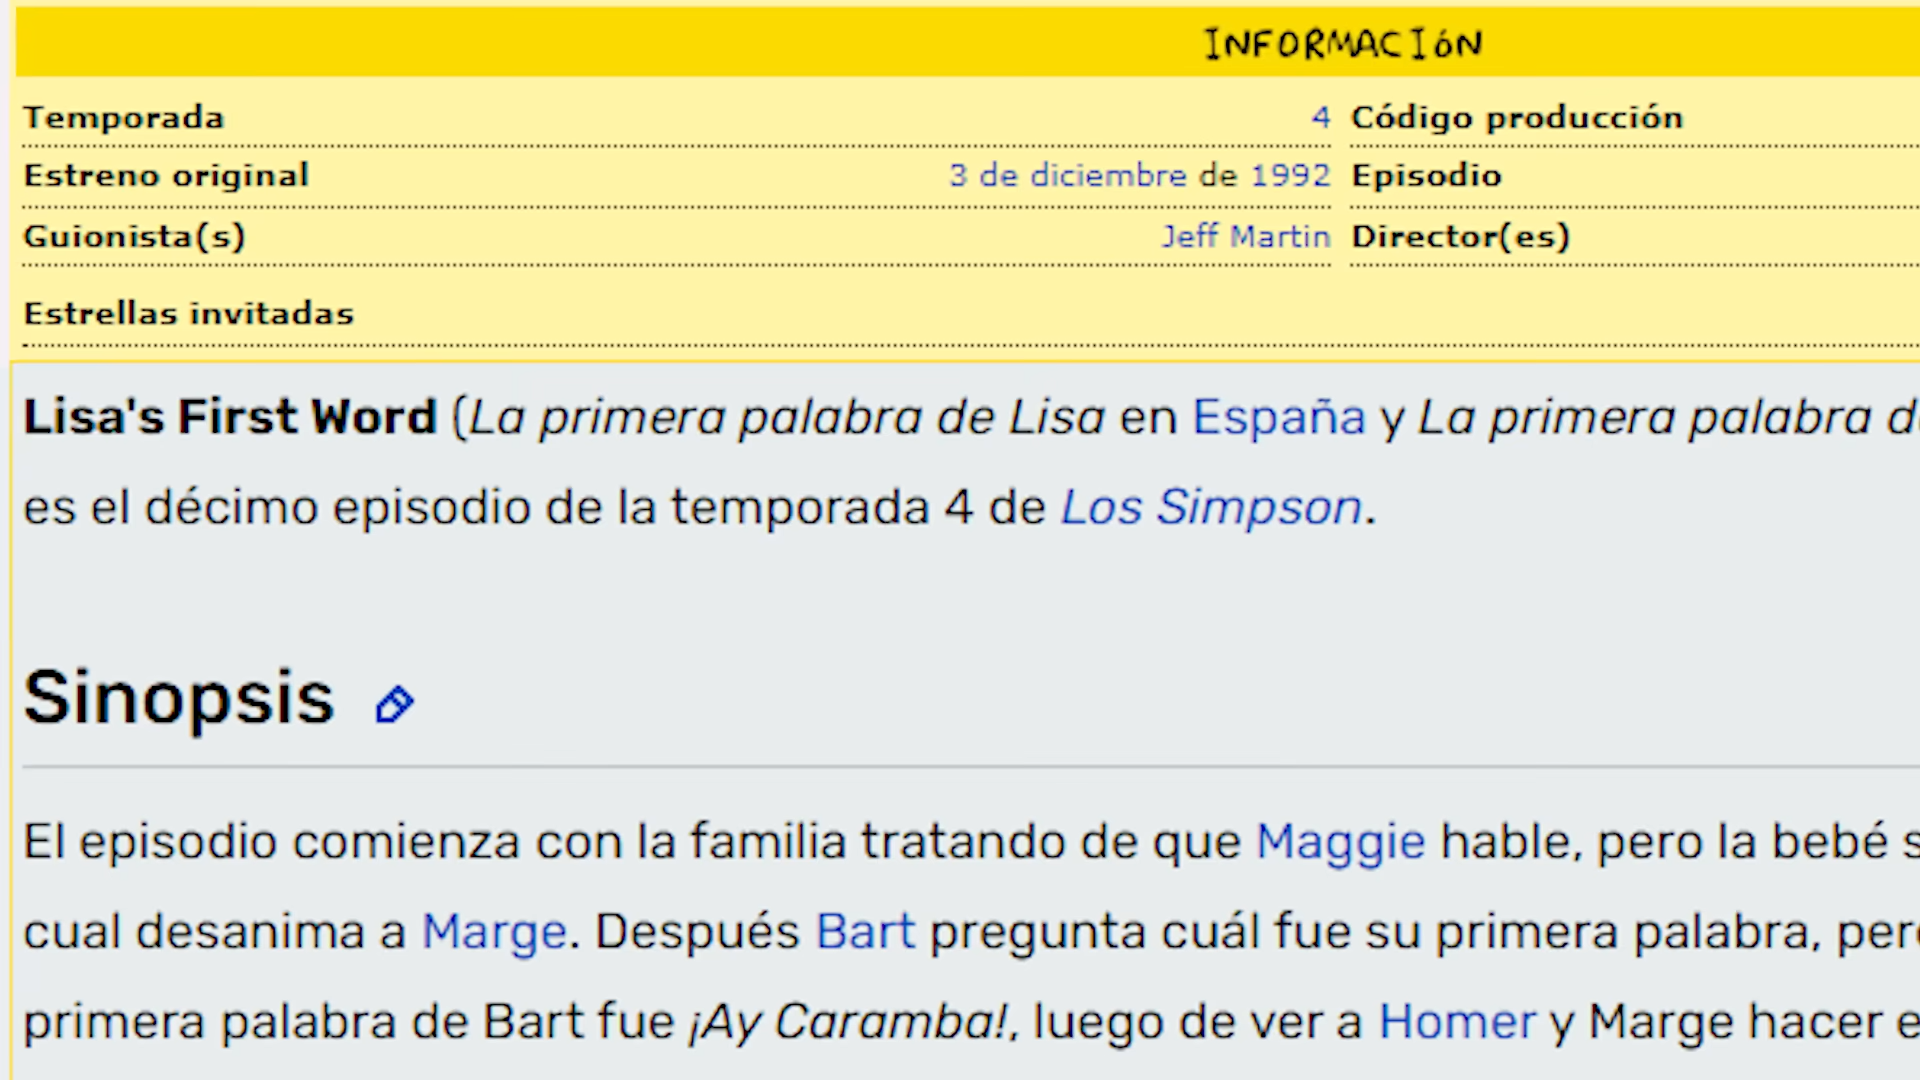 INFORMACIóN
Temporada 4 Código producción
Estreno original 3 de diciembre de 1992 Episodio
Guionista(s) Jeff Martin Director(es)
Estrellas invitadas
Lisa's First Word (La primera palabra de Lisa en España y La primera palabra
es el décimo episodio de la temporada 4 de Los Simpson.
Sinopsis
El episodio comienza con la familia tratando de que Maggie hable, pero la bebé
cual desanima a Marge. Después Bart pregunta cuál fue su primera palabra,
primera palabra de Bart fue ¡Ay Caramba!, luego de ver a Homer y Marge hacer